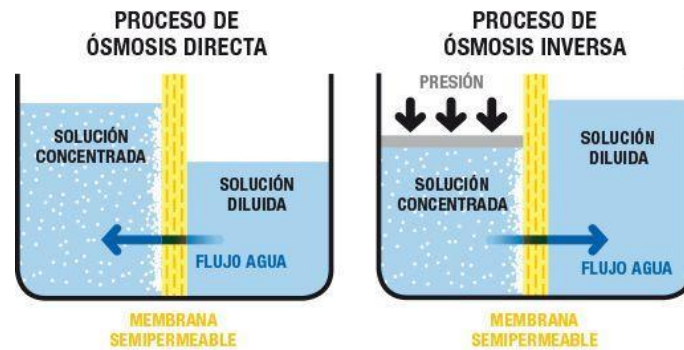 PROCESO DE
ÓSMOSIS DIRECTA
SOLUCIÓN
CONCENTRADA
SOLUCIÓN
DILUIDA
FLUJO AGUA
MEMBRANA
SEMIPERMEABLE
PROCESO DE
ÓSMOSIS INVERSA
PRESIÓN
SOLUCIÓN
CONCENTRADA
SOLUCIÓN
DILUIDA
FLUJO AGUA
MEMBRANA
SEMIPERMEABLE